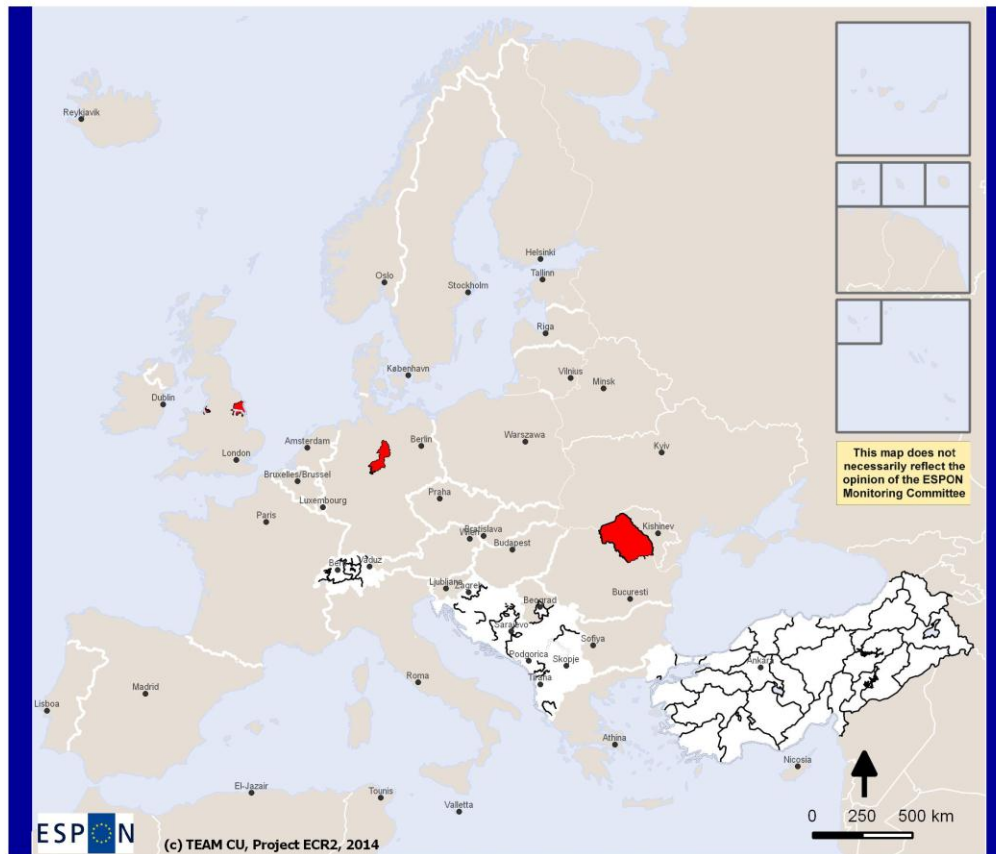 Reykjavik
Helsinki
Tallinn
Oslo
Stockholm
Riga
København
Vilnius
Minsk
Dublin
Berlin
Amsterdam
Warszawa
London
Kyiv
Bruxelles/Brussel
Luxembourg
Praha
Paris
Kishinev
Bratislava
Budapest
Vaduz
Ljubljana
Zagreb
Beograd
Bucuresti
Sarajevo
Sofiya
Podgorica
Skopje
Ankara
Roma
Madrid
Lisboa
Athina
Nicosia
El-Jazair
Tounis
Valletta
This map does not
necessarily reflect the
opinion of the ESPON
Monitoring Committee
0 250 500 km
ESPON
(c) TEAM CU, Project ECR2, 2014